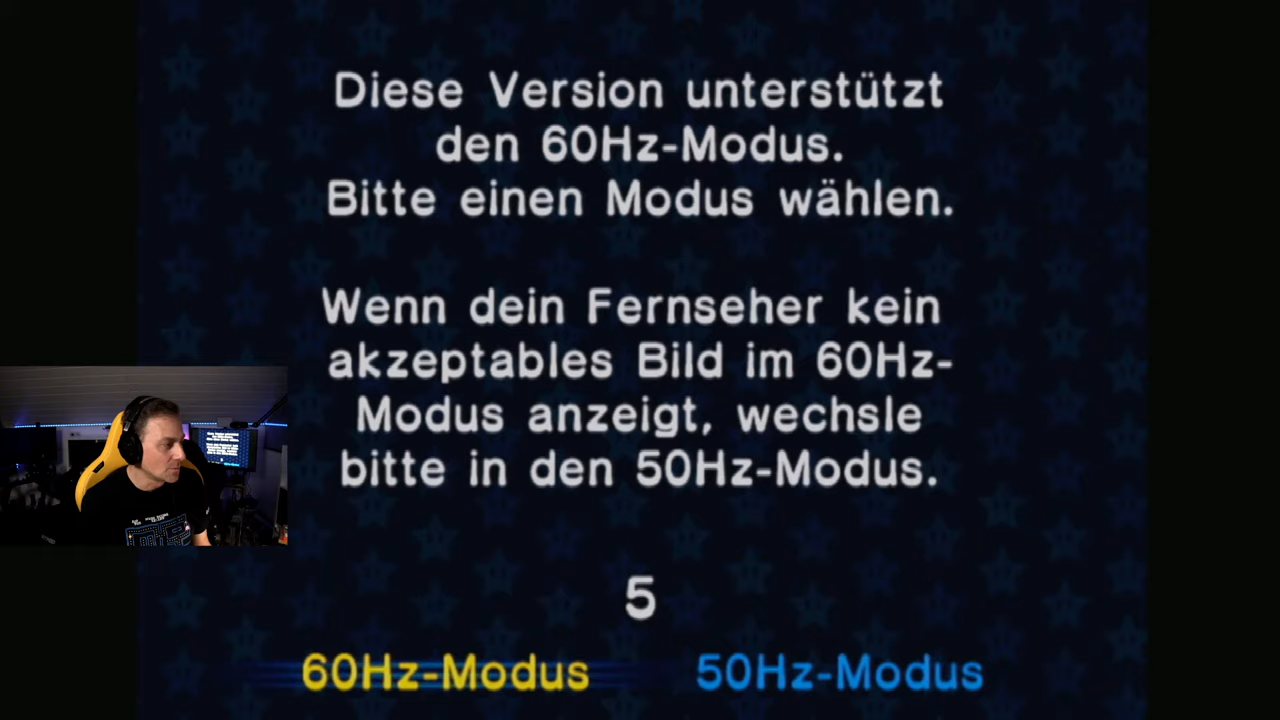 Diese Version unterstützt
den 60Hz-Modus.
Bitte einen Modus wählen.
Wenn dein Fernseher kein
akzeptables Bild im 60Hz-
Modus anzeigt, wechsle
bitte in den 50Hz-Modus.
5
60Hz-Modus
50Hz-Modus